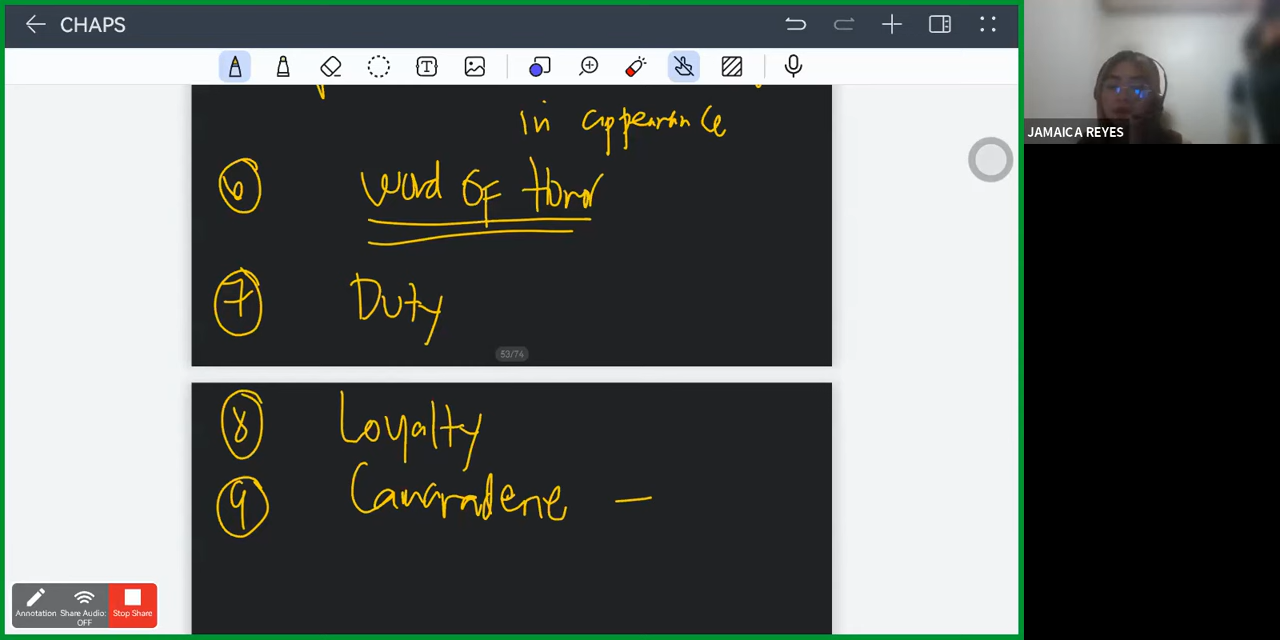 CHAPS
in appearance
6 Word of Honor
7 Duty
53/74
8 Loyalty
9 Camaraderie —
Annotation
Share Audio: OFF
Stop Share
JAMAICA REYES